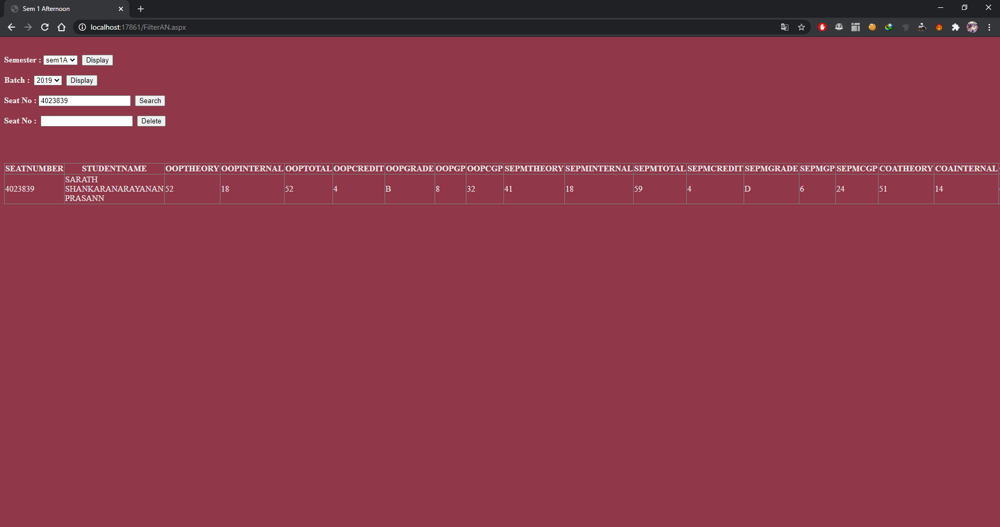 Sem 1 Afternoon
localhost:17861/FilterAN.aspx
Semester : sem1A Display
Batch : 2019 Display
Seat No : 4023839 Search
Seat No : Delete
SEATNUMBER STUDENTNAME OOPTHEORY OOPINTERNAL OOPTOTAL OOPCREDIT OOPGRADE OOPGP OOPCGP SEPMTHEORY SEPMINTERNAL SEPMTOTAL SEPMCREDIT SEPMGRADE SEPMGP SEPMCGP COATHEORY COAINTERNAL
4023839 SARATH SHANKARANARAYANAN PRASANN 52 18 52 4 B 8 32 41 18 59 4 D 6 24 51 14